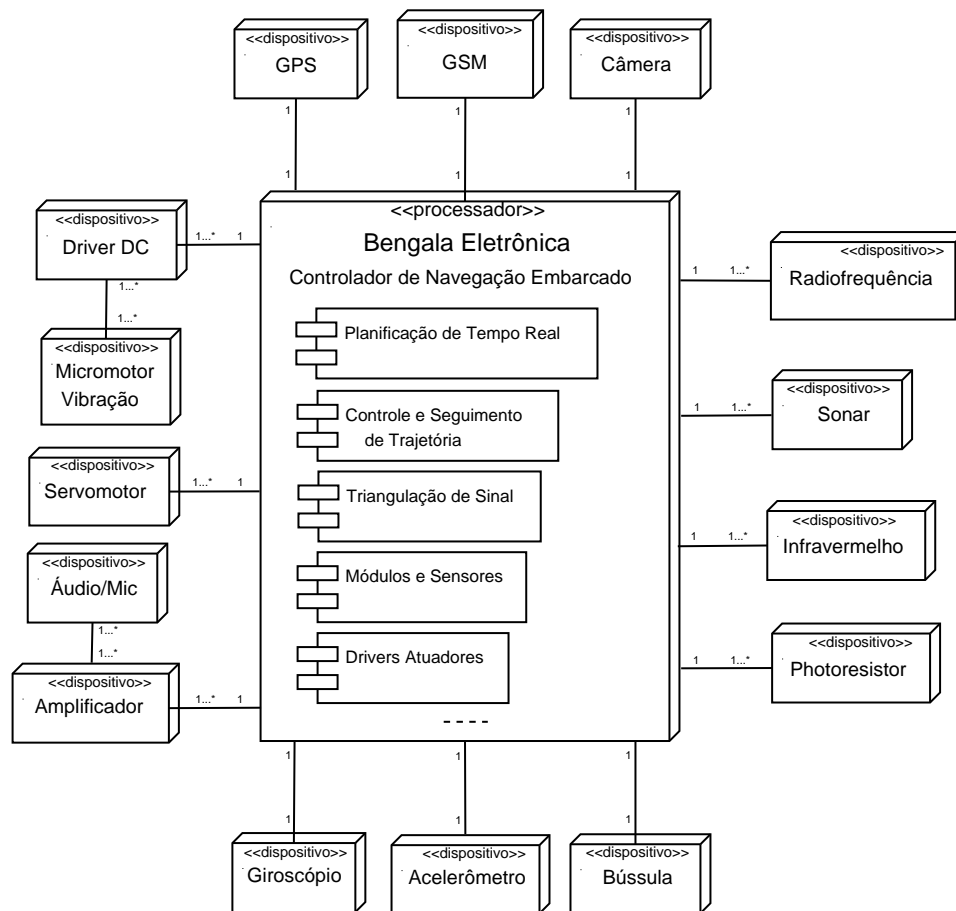 <<dispositivo>>
GPS
<<dispositivo>>
GSM
<<dispositivo>>
Câmera
1
1
1
1
1
1
<<processador>>
Bengala Eletrônica
Controlador de Navegação Embarcado
Planificação de Tempo Real
Controle e Seguimento
de Trajetória
Triangulação de Sinal
Módulos e Sensores
Drivers Atuadores
- - - -
<<dispositivo>>
Driver DC
1...*
1
1...*
1...*
<<dispositivo>>
Micromotor
Vibração
<<dispositivo>>
Servomotor
1...*
1
<<dispositivo>>
Áudio/Mic
1...*
1...*
<<dispositivo>>
Amplificador
1...*
1
1
1...*
<<dispositivo>>
Radiofrequência
1
1...*
<<dispositivo>>
Sonar
1
1...*
<<dispositivo>>
Infravermelho
1
1...*
<<dispositivo>>
Photoresistor
1
1
1
1
1
1
<<dispositivo>>
Giroscópio
<<dispositivo>>
Acelerômetro
<<dispositivo>>
Bússula